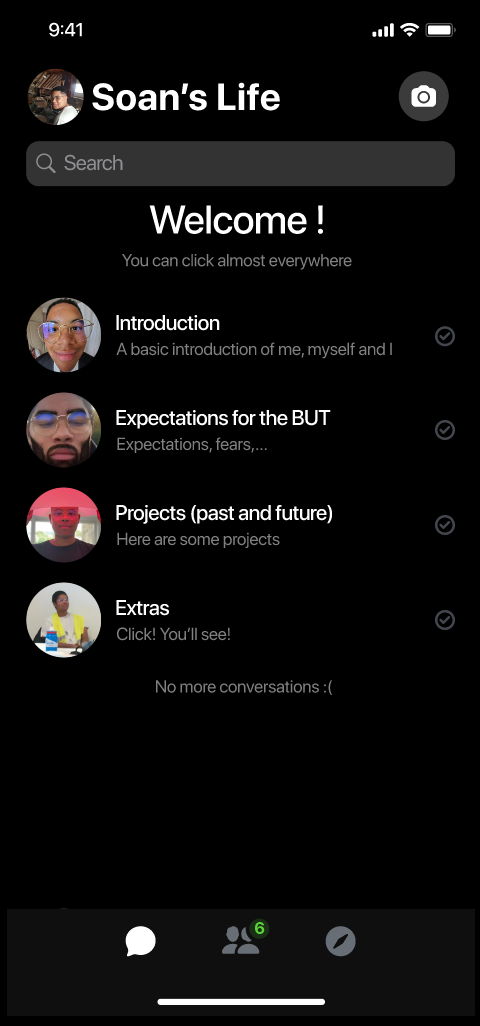 9:41
Soan’s Life
Search
Welcome !
You can click almost everywhere
Introduction
A basic introduction of me, myself and I
Expectations for the BUT
Expectations, fears,...
Projects (past and future)
Here are some projects
Extras
Click! You’ll see!
No more conversations :(
6